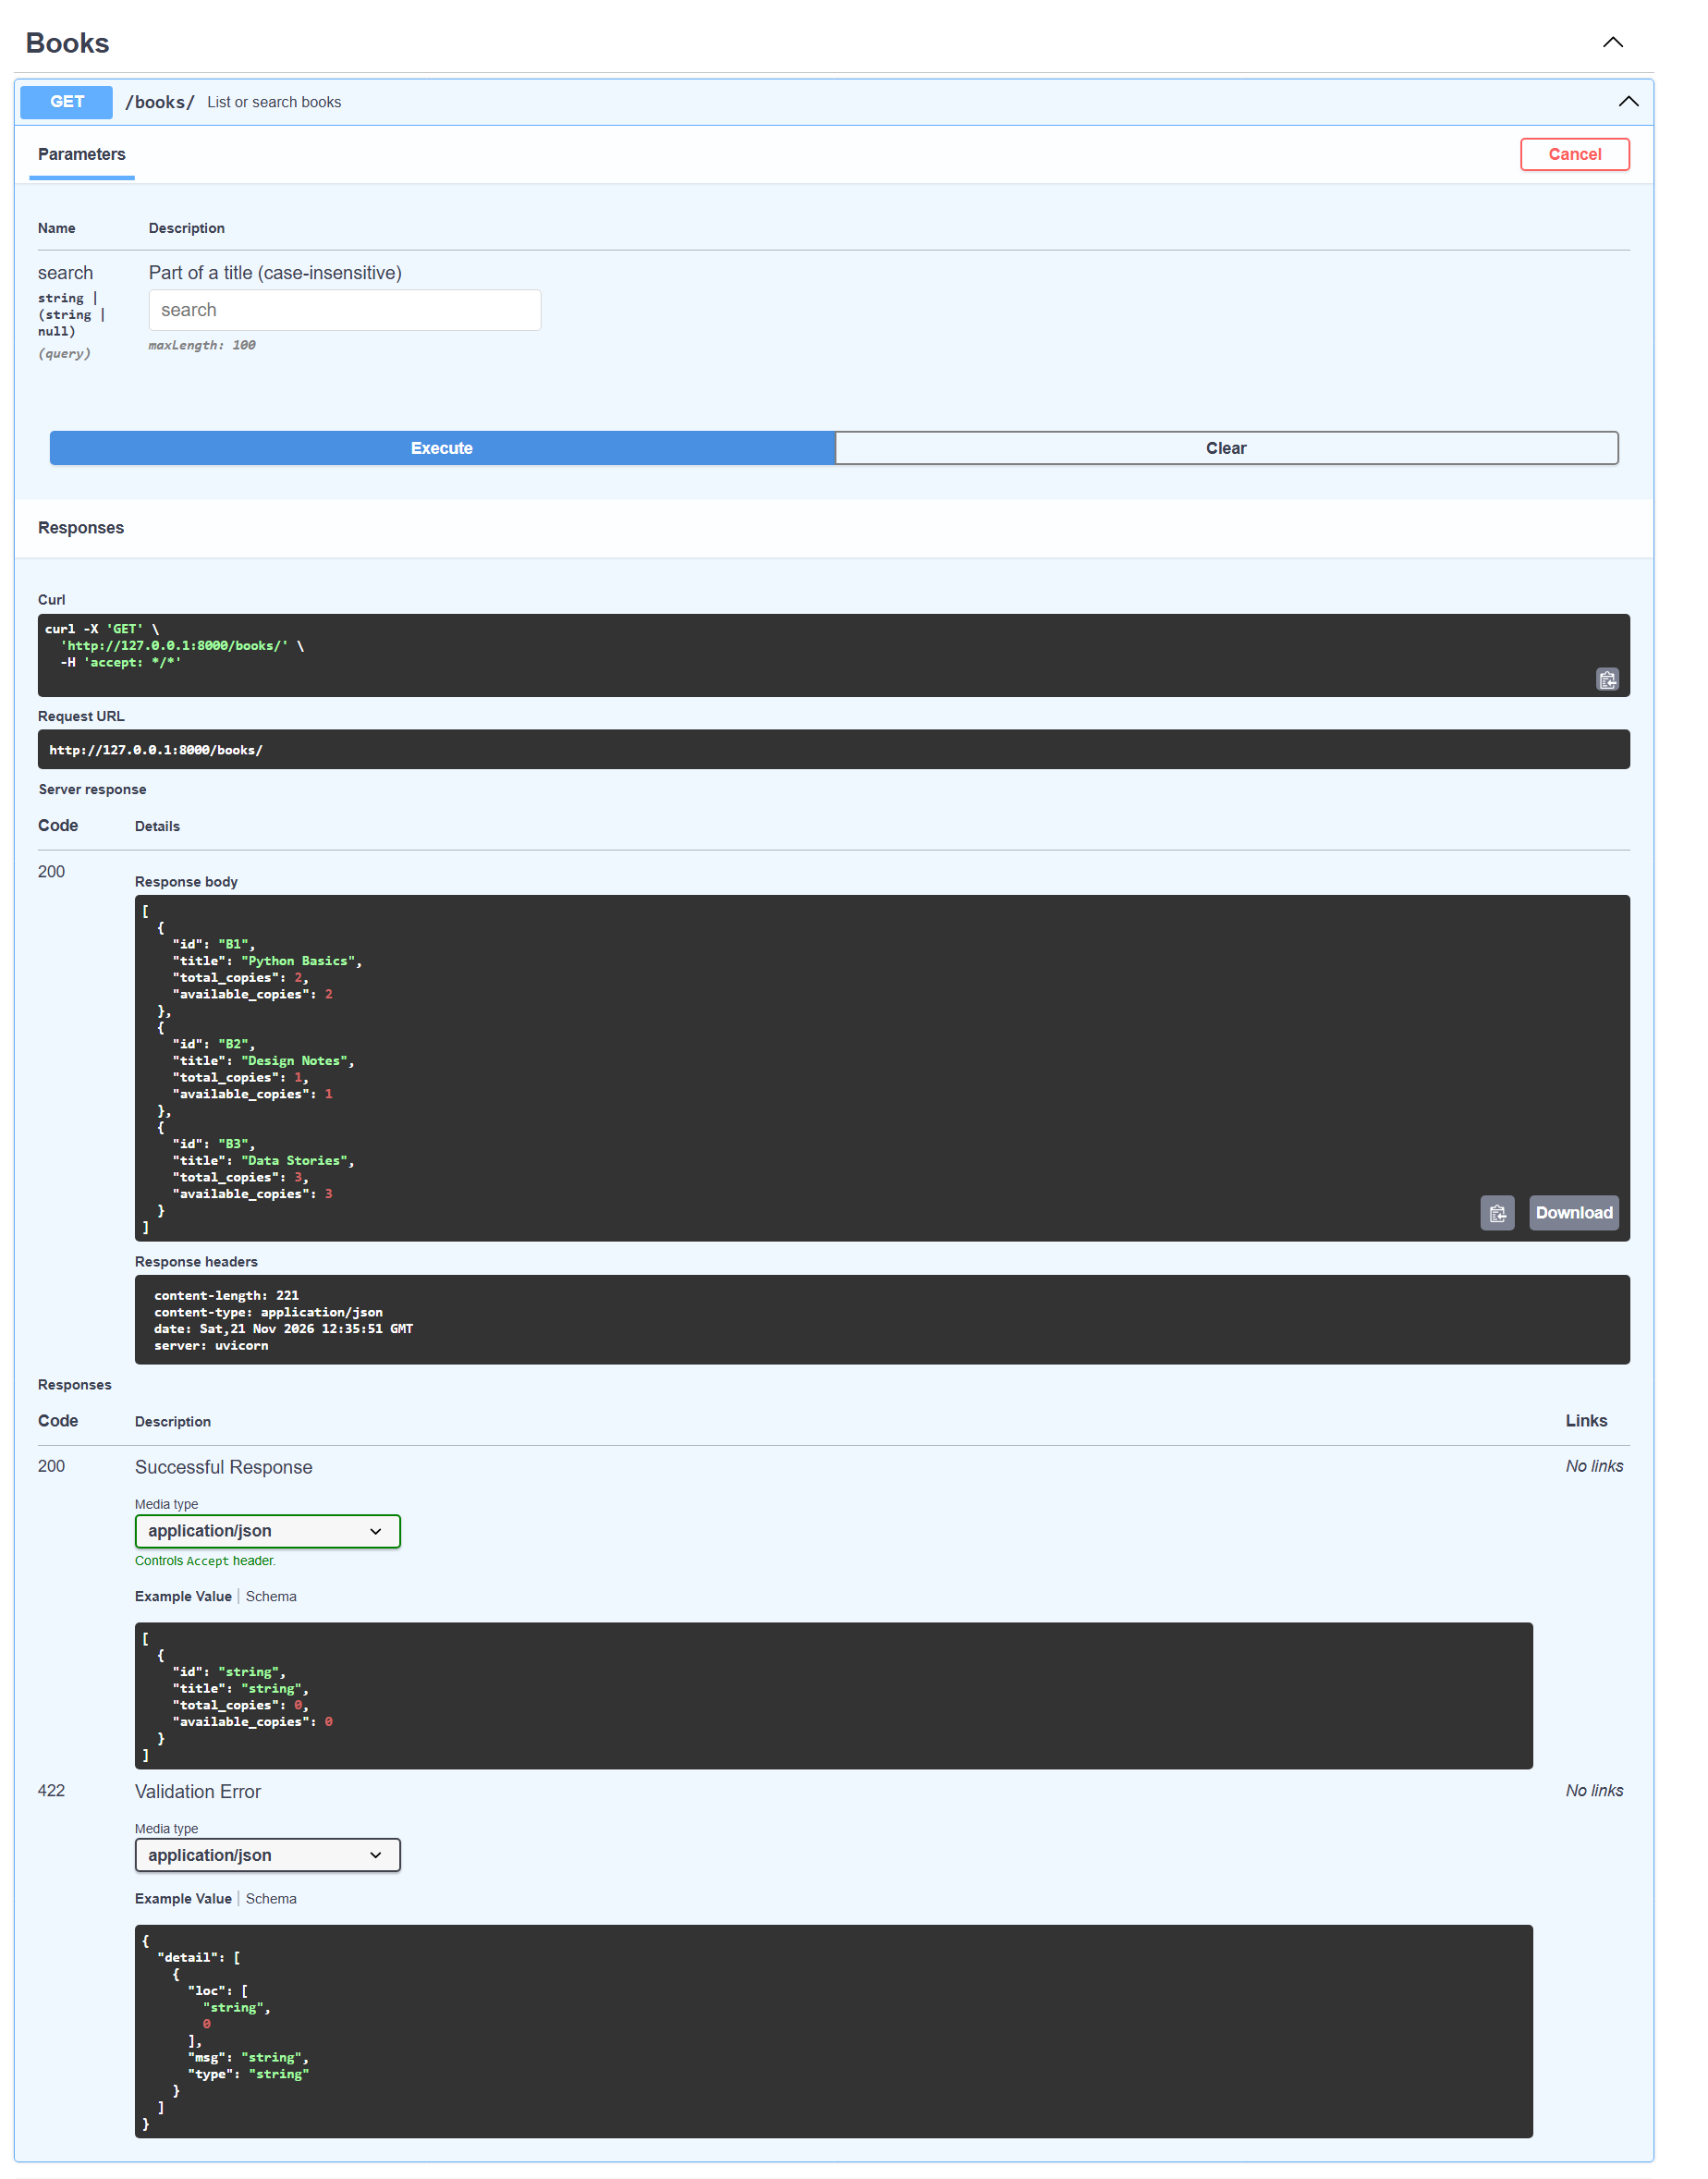 Books
GET /books/ List or search books
Parameters
Cancel
Name Description
search
string |
(string |
null)
(query)
Part of a title (case-insensitive)
search
maxLength: 100
Execute
Clear
Responses
Curl
curl -X 'GET' \
  'http://127.0.0.1:8000/books/' \
  -H 'accept: */*'
Request URL
http://127.0.0.1:8000/books/
Server response
Code Details
200
Response body
[
  {
    "id": "B1",
    "title": "Python Basics",
    "total_copies": 2,
    "available_copies": 2
  },
  {
    "id": "B2",
    "title": "Design Notes",
    "total_copies": 1,
    "available_copies": 1
  },
  {
    "id": "B3",
    "title": "Data Stories",
    "total_copies": 3,
    "available_copies": 3
  }
]
Download
Response headers
content-length: 221
content-type: application/json
date: Sat,21 Nov 2026 12:35:51 GMT
server: uvicorn
Responses
Code Description Links
200 Successful Response No links
Media type
application/json
Controls Accept header.
Example Value | Schema
[
  {
    "id": "string",
    "title": "string",
    "total_copies": 0,
    "available_copies": 0
  }
]
422 Validation Error No links
Media type
application/json
Example Value | Schema
{
  "detail": [
    {
      "loc": [
        "string",
        0
      ],
      "msg": "string",
      "type": "string"
    }
  ]
}